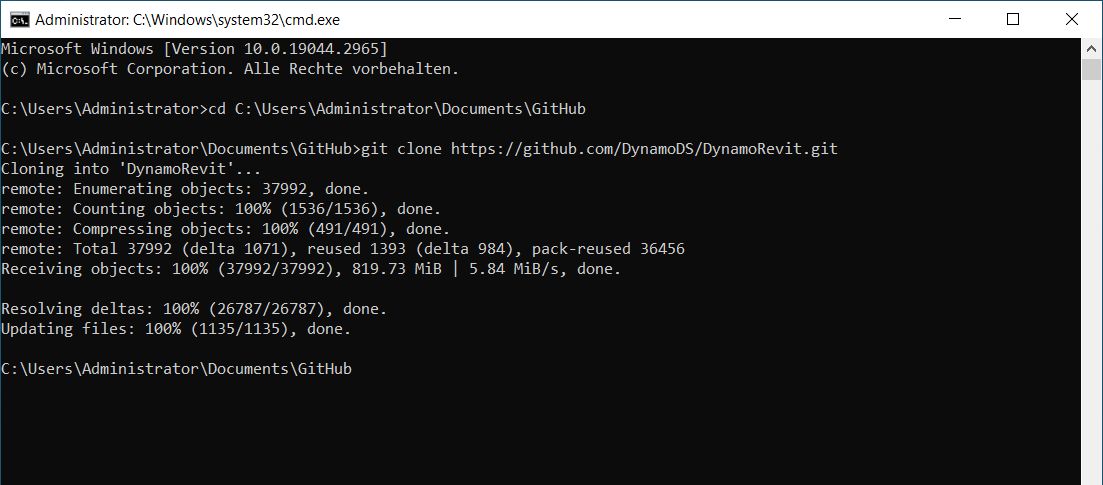 Administrator: C:\Windows\system32\cmd.exe
Microsoft Windows [Version 10.0.19044.2965]
(c) Microsoft Corporation. Alle Rechte vorbehalten.
C:\Users\Administrator>cd C:\Users\Administrator\Documents\GitHub
C:\Users\Administrator\Documents\GitHub>git clone https://github.com/DynamoDS/DynamoRevit.git
Cloning into 'DynamoRevit'...
remote: Enumerating objects: 37992, done.
remote: Counting objects: 100% (1536/1536), done.
remote: Compressing objects: 100% (491/491), done.
remote: Total 37992 (delta 1071), reused 1393 (delta 984), pack-reused 36456
Receiving objects: 100% (37992/37992), 819.73 MiB | 5.84 MiB/s, done.
Resolving deltas: 100% (26787/26787), done.
Updating files: 100% (1135/1135), done.
C:\Users\Administrator\Documents\GitHub